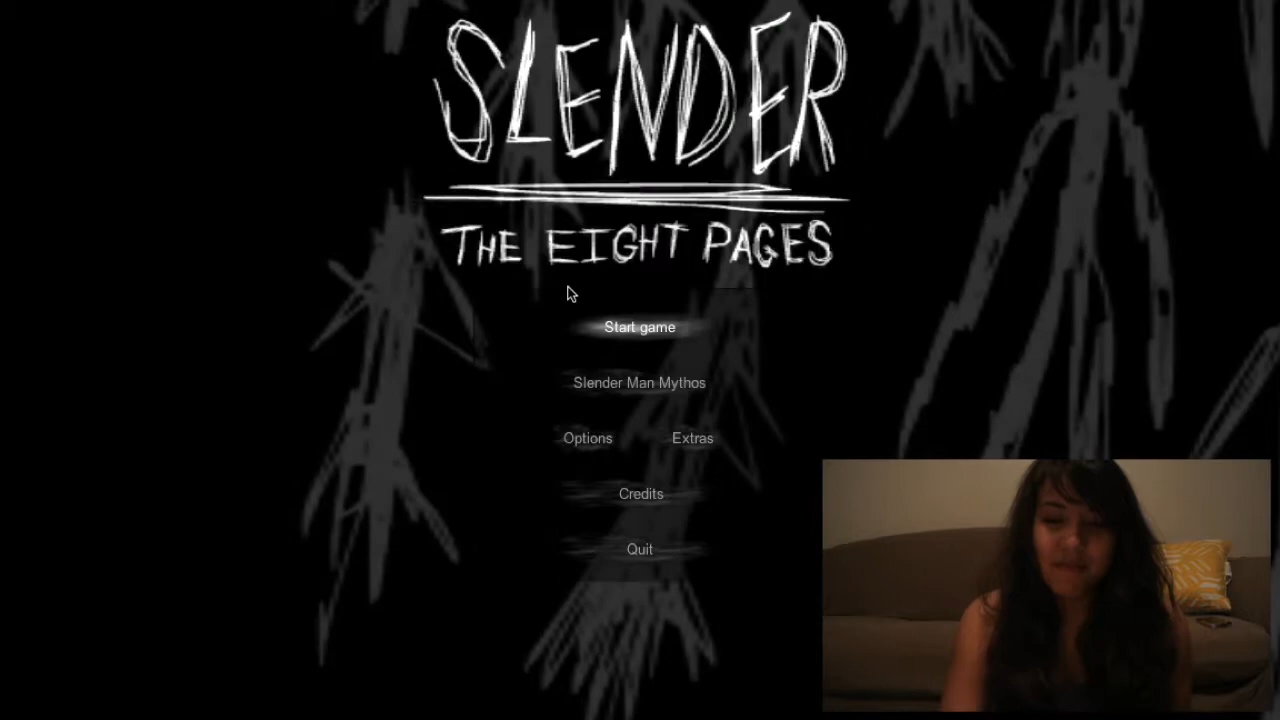 SLENDER
THE EIGHT PAGES
Start game
Slender Man Mythos
Options Extras
Credits
Quit